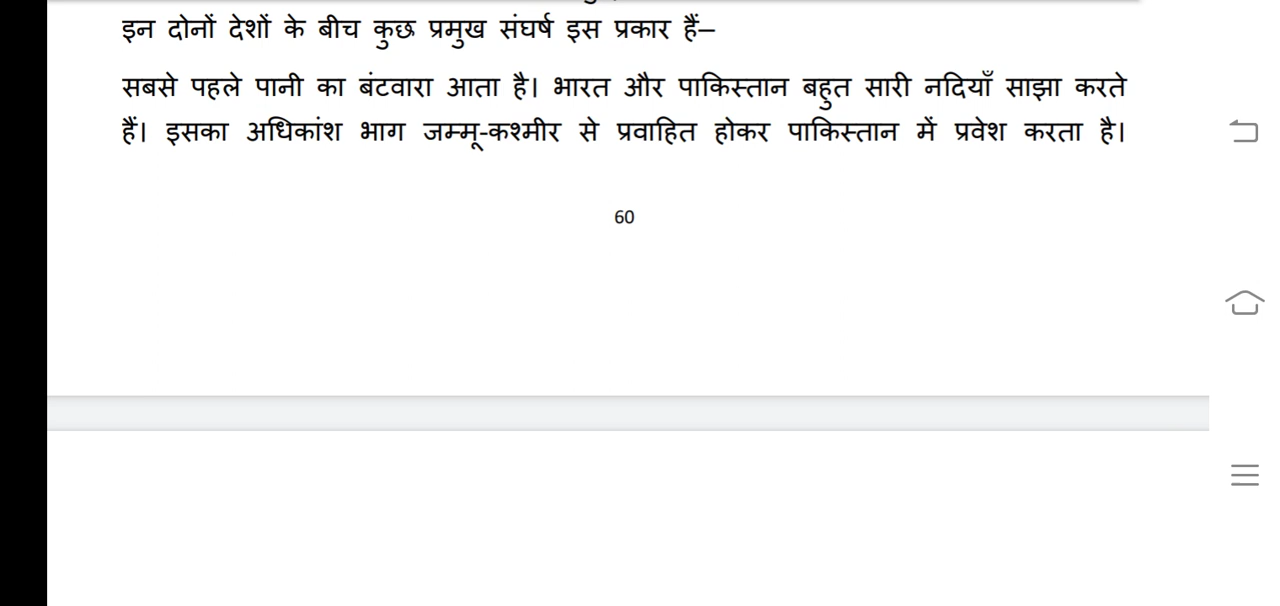 इन दोनों देशों के बीच कुछ प्रमुख संघर्ष इस प्रकार हैं–
सबसे पहले पानी का बंटवारा आता है। भारत और पाकिस्तान बहुत सारी नदियाँ साझा करते
हैं। इसका अधिकांश भाग जम्मू-कश्मीर से प्रवाहित होकर पाकिस्तान में प्रवेश करता है।
60